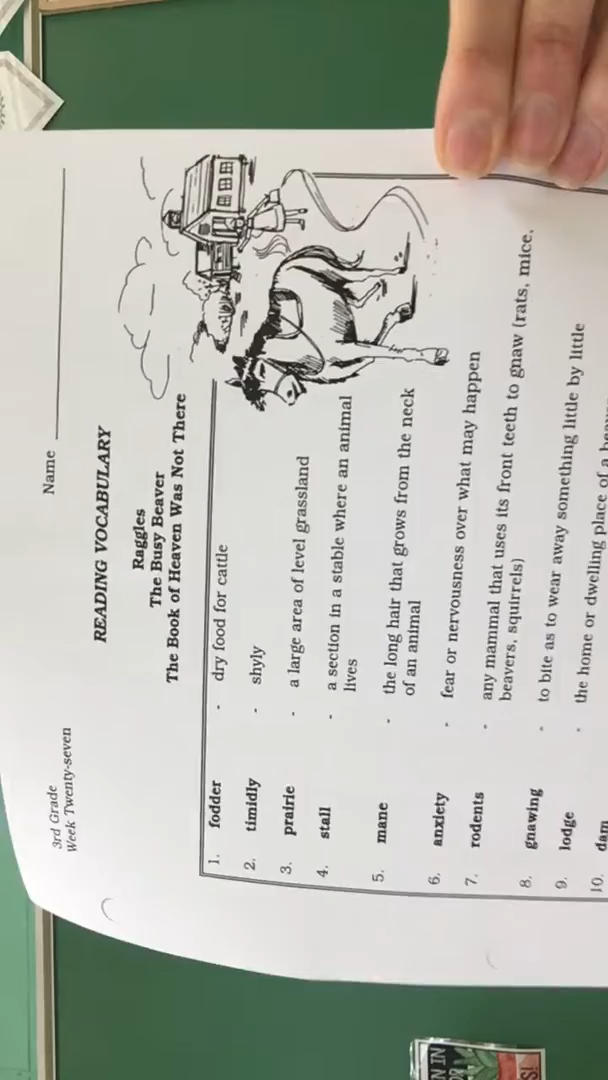 3rd Grade
Week Twenty-seven
Name
READING VOCABULARY
Raggles
The Busy Beaver
The Book of Heaven Was Not There
1. fodder - dry food for cattle
2. timidly - shyly
3. prairie - a large area of level grassland
4. stall - a section in a stable where an animal
lives
5. mane - the long hair that grows from the neck
of an animal
6. anxiety - fear or nervousness over what may happen
7. rodents - any mammal that uses its front teeth to gnaw (rats, mice,
beavers, squirrels)
8. gnawing - to bite as to wear away something little by little
9. lodge - the home or dwelling place of a beaver
10. dam